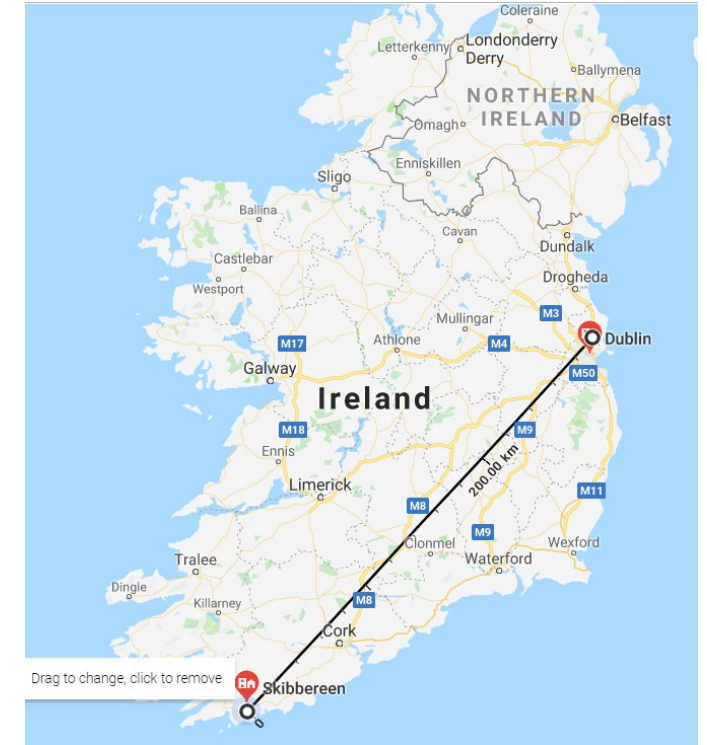 Coleraine
Londonderry
Derry
Letterkenny
Ballymena
NORTHERN
IRELAND
Omagh
Belfast
Enniskillen
Sligo
Ballina
Cavan
Dundalk
Castlebar
Westport
Drogheda
M3
Mullingar
Athlone
M4
Dublin
M17
Galway
M50
Ireland
M18
M9
Ennis
200.00 km
Limerick
M11
M8
M9
Clonmel
Wexford
Waterford
Tralee
Dingle
Killarney
M8
Cork
Drag to change, click to remove
Skibbereen
0